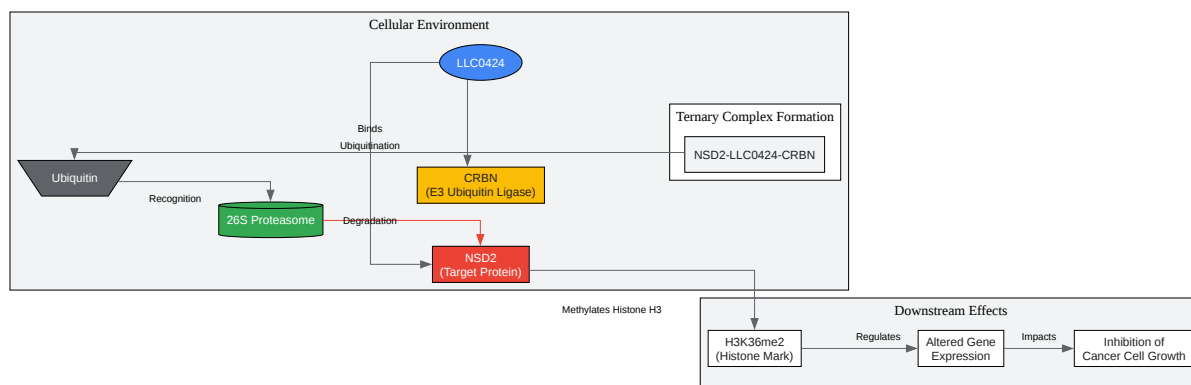 Cellular Environment
LLC0424
Ternary Complex Formation
Binds
Ubiquitination
NSD2-LLC0424-CRBN
Ubiquitin
CRBN
(E3 Ubiquitin Ligase)
Recognition
26S Proteasome
Degradation
NSD2
(Target Protein)
Methylates Histone H3
Downstream Effects
H3K36me2
(Histone Mark)
Regulates
Altered Gene
Expression
Impacts
Inhibition of
Cancer Cell Growth